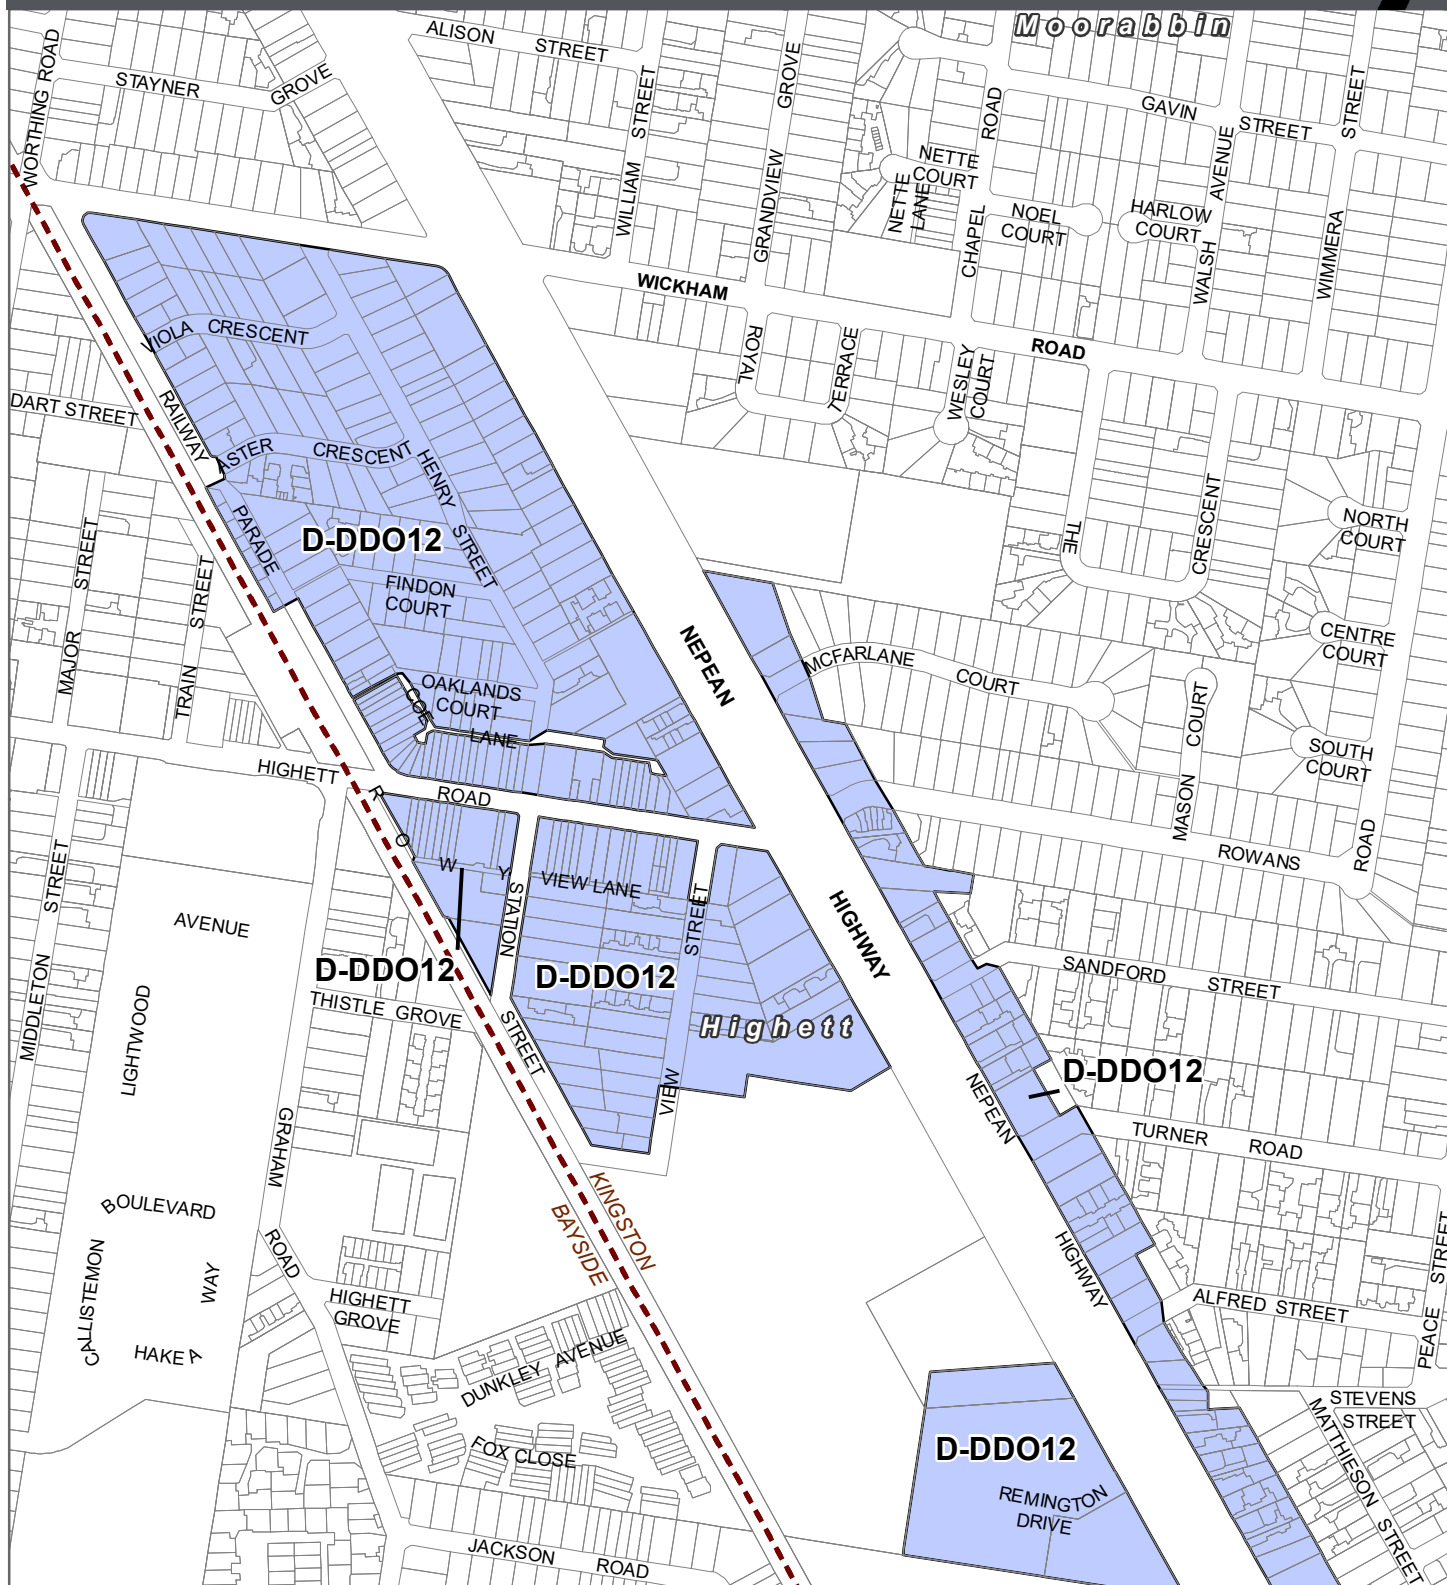 Moorabbin
ALISON STREET
WORTHING ROAD
STAYNER GROVE
WILLIAM STREET
GRANDVIEW GROVE
ROAD
CHAPEL
GAVIN STREET
STREET
WIMMERA
AVENUE
WALSH
NETTE
COURT
NETTE
LANE
NOEL
COURT
HARLOW
COURT
WICKHAM
ROAD
ROYAL
TERRACE
WESLEY
COURT
VIOLA CRESCENT
DART STREET
RAILWAY
PARADE
ASTER CRESCENT
HENRY STREET
D-DDO12
FINDON
COURT
MAJOR STREET
TRAIN STREET
THE
CRESCENT
NORTH
COURT
CENTRE
COURT
SOUTH
COURT
NEPEAN
HIGHWAY
MCFARLANE COURT
MASON COURT
OAKLANDS
COURT
COE
LANE
HIGHETT ROAD
ROWANS
ROAD
R O W Y
VIEW LANE
STATION
STREET
STREET
VIEW
MIDDLETON STREET
AVENUE
LIGHTWOOD
D-DDO12
D-DDO12
THISTLE GROVE
Highett
SANDFORD STREET
D-DDO12
NEPEAN
HIGHWAY
TURNER ROAD
GRAHAM
ROAD
BOULEVARD
CALLISTEMON
WAY
HAKEA
KINGSTON
BAYSIDE
HIGHETT
GROVE
DUNKLEY AVENUE
FOX CLOSE
JACKSON ROAD
ALFRED STREET
PEACE STREET
STEVENS
STREET
MATTHIESON STREET
D-DDO12
REMINGTON
DRIVE